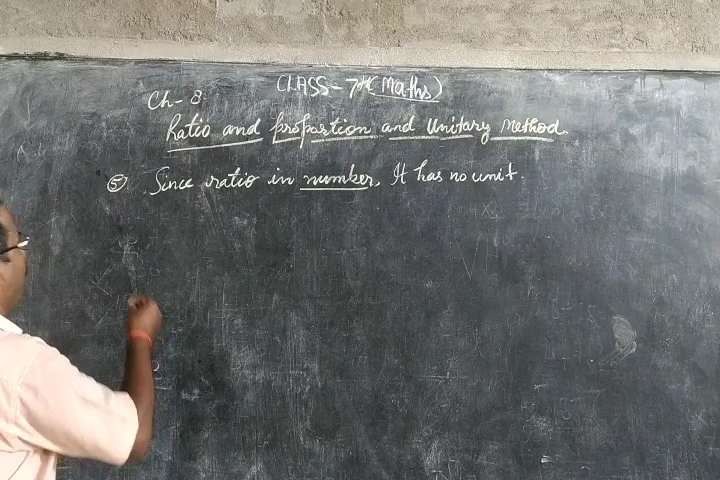 CLASS - 7th (Maths)
Ch - 8
Ratio and proportion and Unitary Method.
⑤ Since ratio in number, It has no unit.